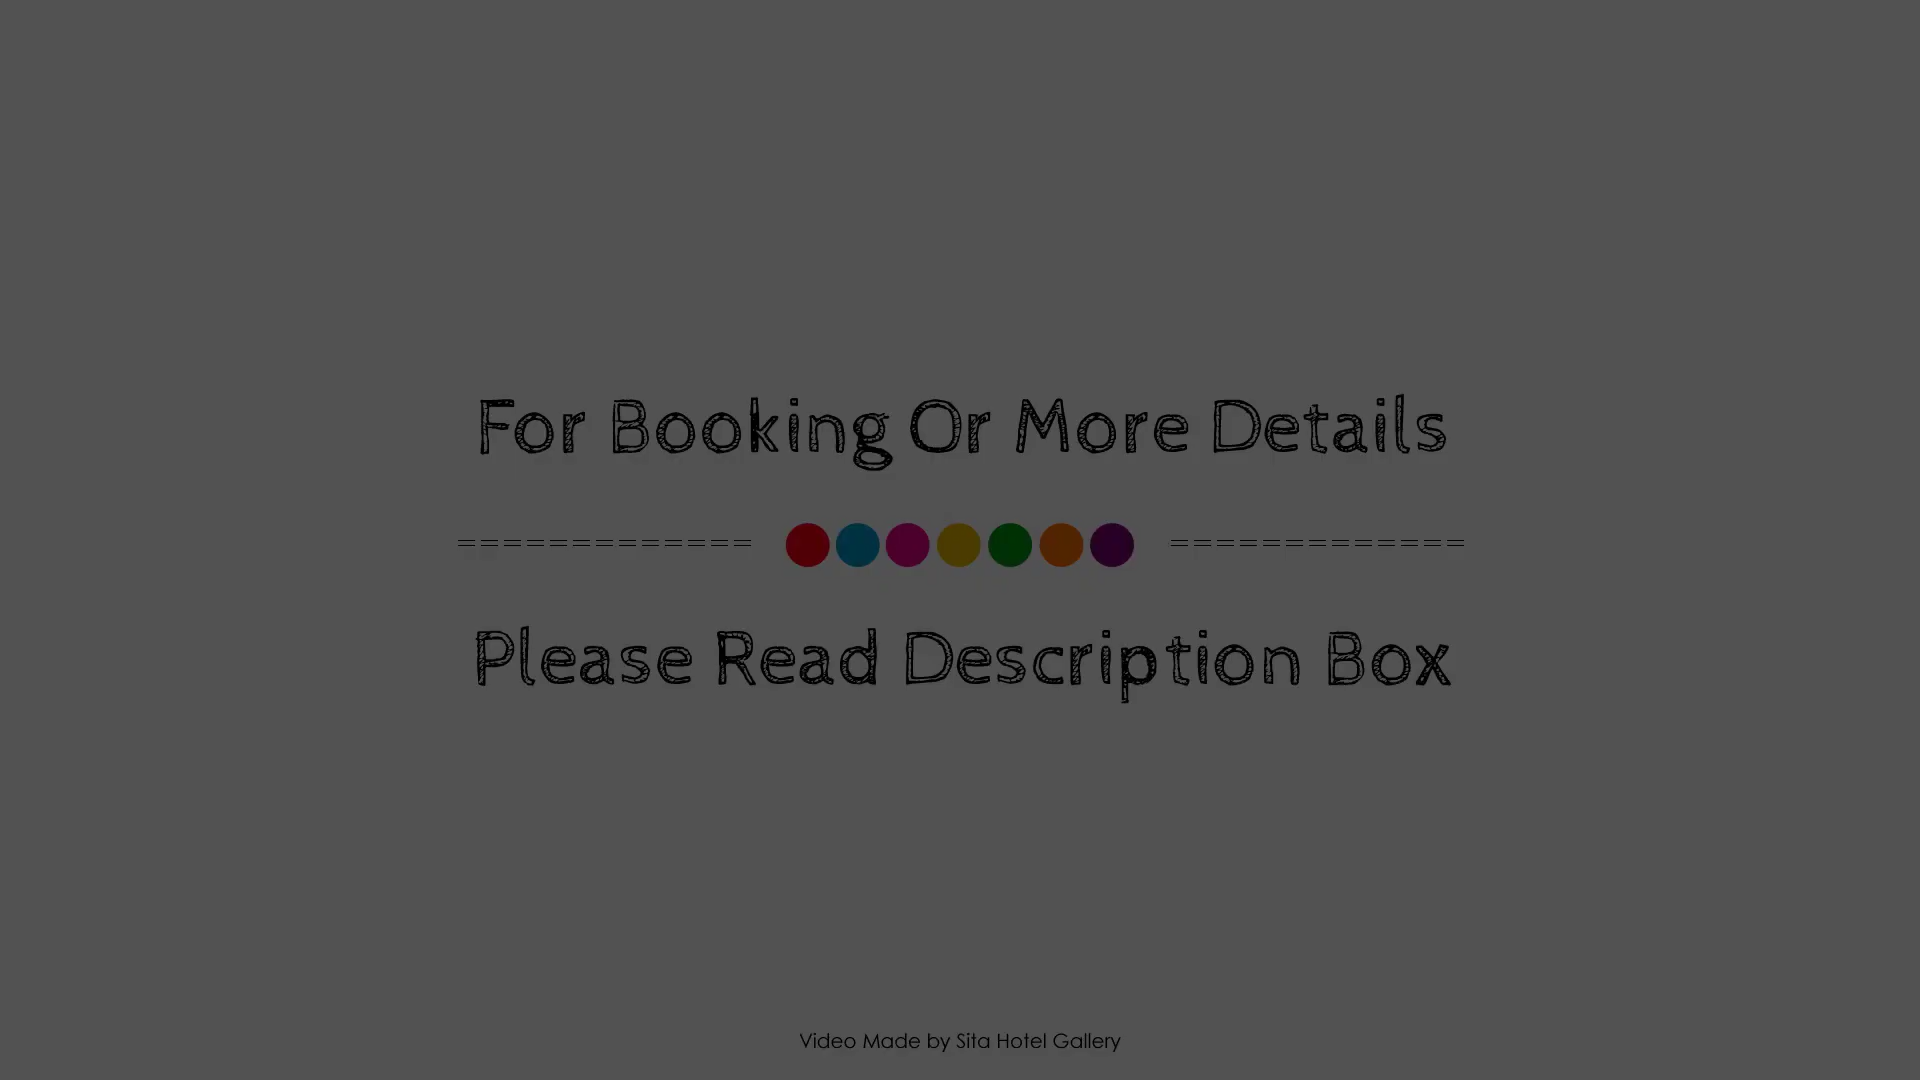 For Booking Or More Details
============= =============
Please Read Description Box
Video Made by Sita Hotel Gallery